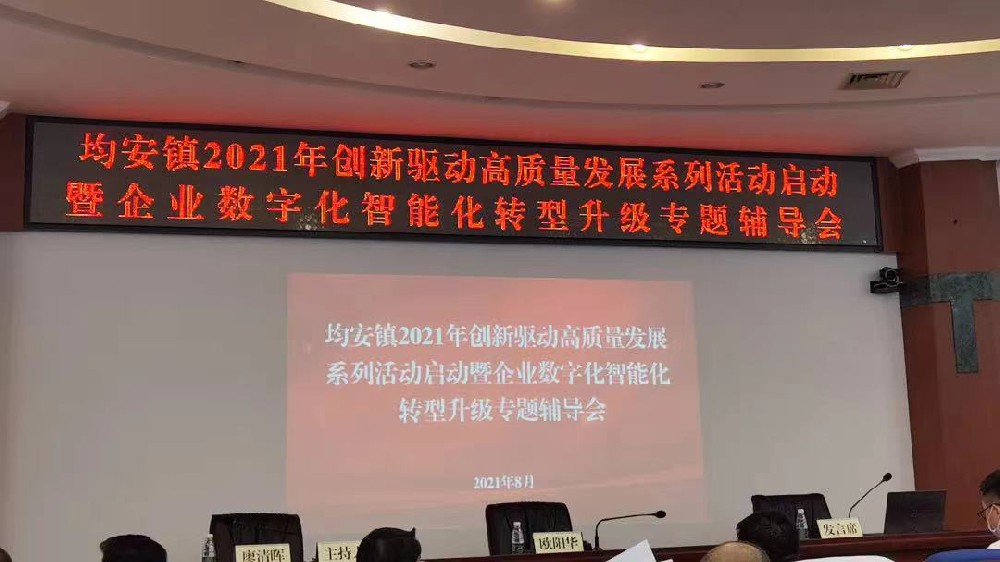 均安镇2021年创新驱动高质量发展系列活动启动
暨企业数字化智能化转型升级专题辅导会
均安镇2021年创新驱动高质量发展
系列活动启动暨企业数字化智能化
转型升级专题辅导会
2021年8月
廖清晖
主持
欧阳华
发言席
T